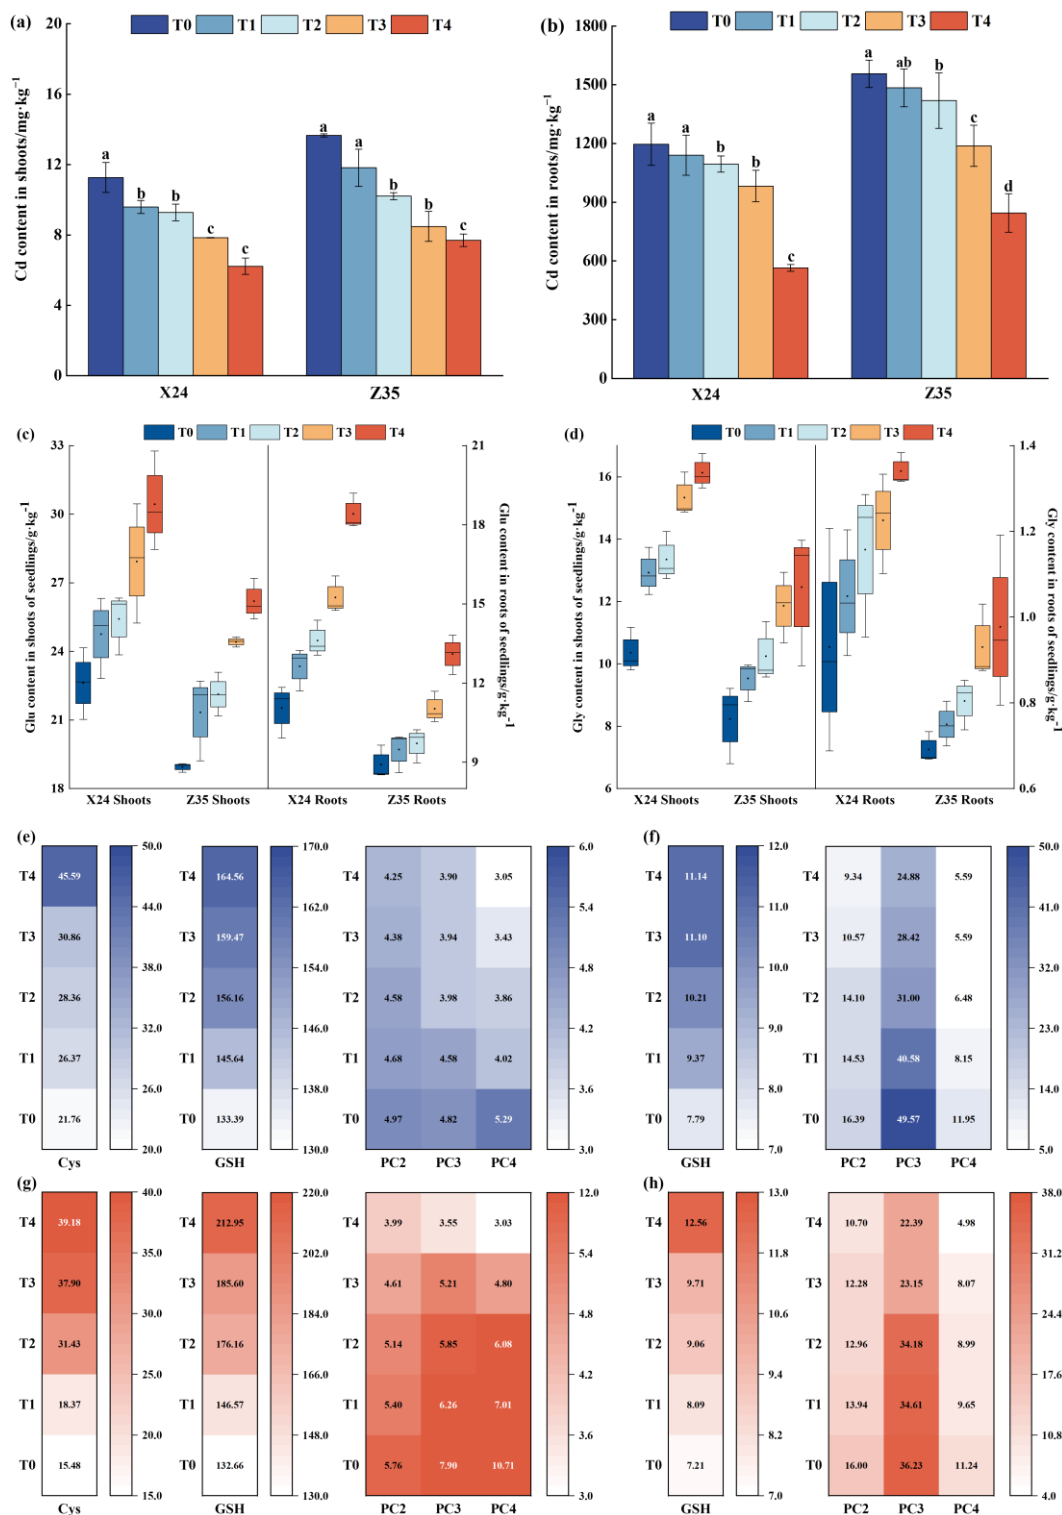 (a)
T0 T1 T2 T3 T4
Cd content in shoots/mg·kg⁻¹
20
16
12
8
4
0
a b b c c
a a b b c
X24 Z35
(b)
T0 T1 T2 T3 T4
Cd content in roots/mg·kg⁻¹
1800
1500
1200
900
600
300
0
a a b b c
a ab b c d
X24 Z35
(c)
T0 T1 T2 T3 T4
Glu content in shoots of seedlings/g·kg⁻¹
33
30
27
24
21
18
Glu content in roots of seedlings/g·kg⁻¹
21
18
15
12
9
X24 Shoots Z35 Shoots X24 Roots Z35 Roots
(d)
T0 T1 T2 T3 T4
Gly content in shoots of seedlings/g·kg⁻¹
16
14
12
10
8
6
Gly content in roots of seedlings/g·kg⁻¹
1.4
1.2
1.0
0.8
0.6
X24 Shoots Z35 Shoots X24 Roots Z35 Roots
(e)
T4 45.59
T3 30.86
T2 28.36
T1 26.37
T0 21.76
Cys
50.0
44.0
38.0
32.0
26.0
20.0
T4 164.56
T3 159.47
T2 156.16
T1 145.64
T0 133.39
GSH
170.0
162.0
154.0
146.0
138.0
130.0
T4 4.25 3.90 3.05
T3 4.38 3.94 3.43
T2 4.58 3.98 3.86
T1 4.68 4.58 4.02
T0 4.97 4.82 5.29
PC2 PC3 PC4
6.0
5.4
4.8
4.2
3.6
3.0
(f)
T4 11.14
T3 11.10
T2 10.21
T1 9.37
T0 7.79
GSH
12.0
11.0
10.0
9.0
8.0
7.0
T4 9.34 24.88 5.59
T3 10.57 28.42 5.59
T2 14.10 31.00 6.48
T1 14.53 40.58 8.15
T0 16.39 49.57 11.95
PC2 PC3 PC4
50.0
41.0
32.0
23.0
14.0
5.0
(g)
T4 39.18
T3 37.90
T2 31.43
T1 18.37
T0 15.48
Cys
40.0
35.0
30.0
25.0
20.0
15.0
T4 212.95
T3 185.60
T2 176.16
T1 146.57
T0 132.66
GSH
220.0
202.0
184.0
166.0
148.0
130.0
T4 3.99 3.55 3.03
T3 4.61 5.21 4.80
T2 5.14 5.85 6.08
T1 5.40 6.26 7.01
T0 5.76 7.90 10.71
PC2 PC3 PC4
12.0
5.4
4.8
4.2
3.6
3.0
(h)
T4 12.56
T3 9.71
T2 9.06
T1 8.09
T0 7.21
GSH
13.0
11.8
10.6
9.4
8.2
7.0
T4 10.70 22.39 4.98
T3 12.28 23.15 8.07
T2 12.96 34.18 8.99
T1 13.94 34.61 9.65
T0 16.00 36.23 11.24
PC2 PC3 PC4
38.0
31.2
24.4
17.6
10.8
4.0